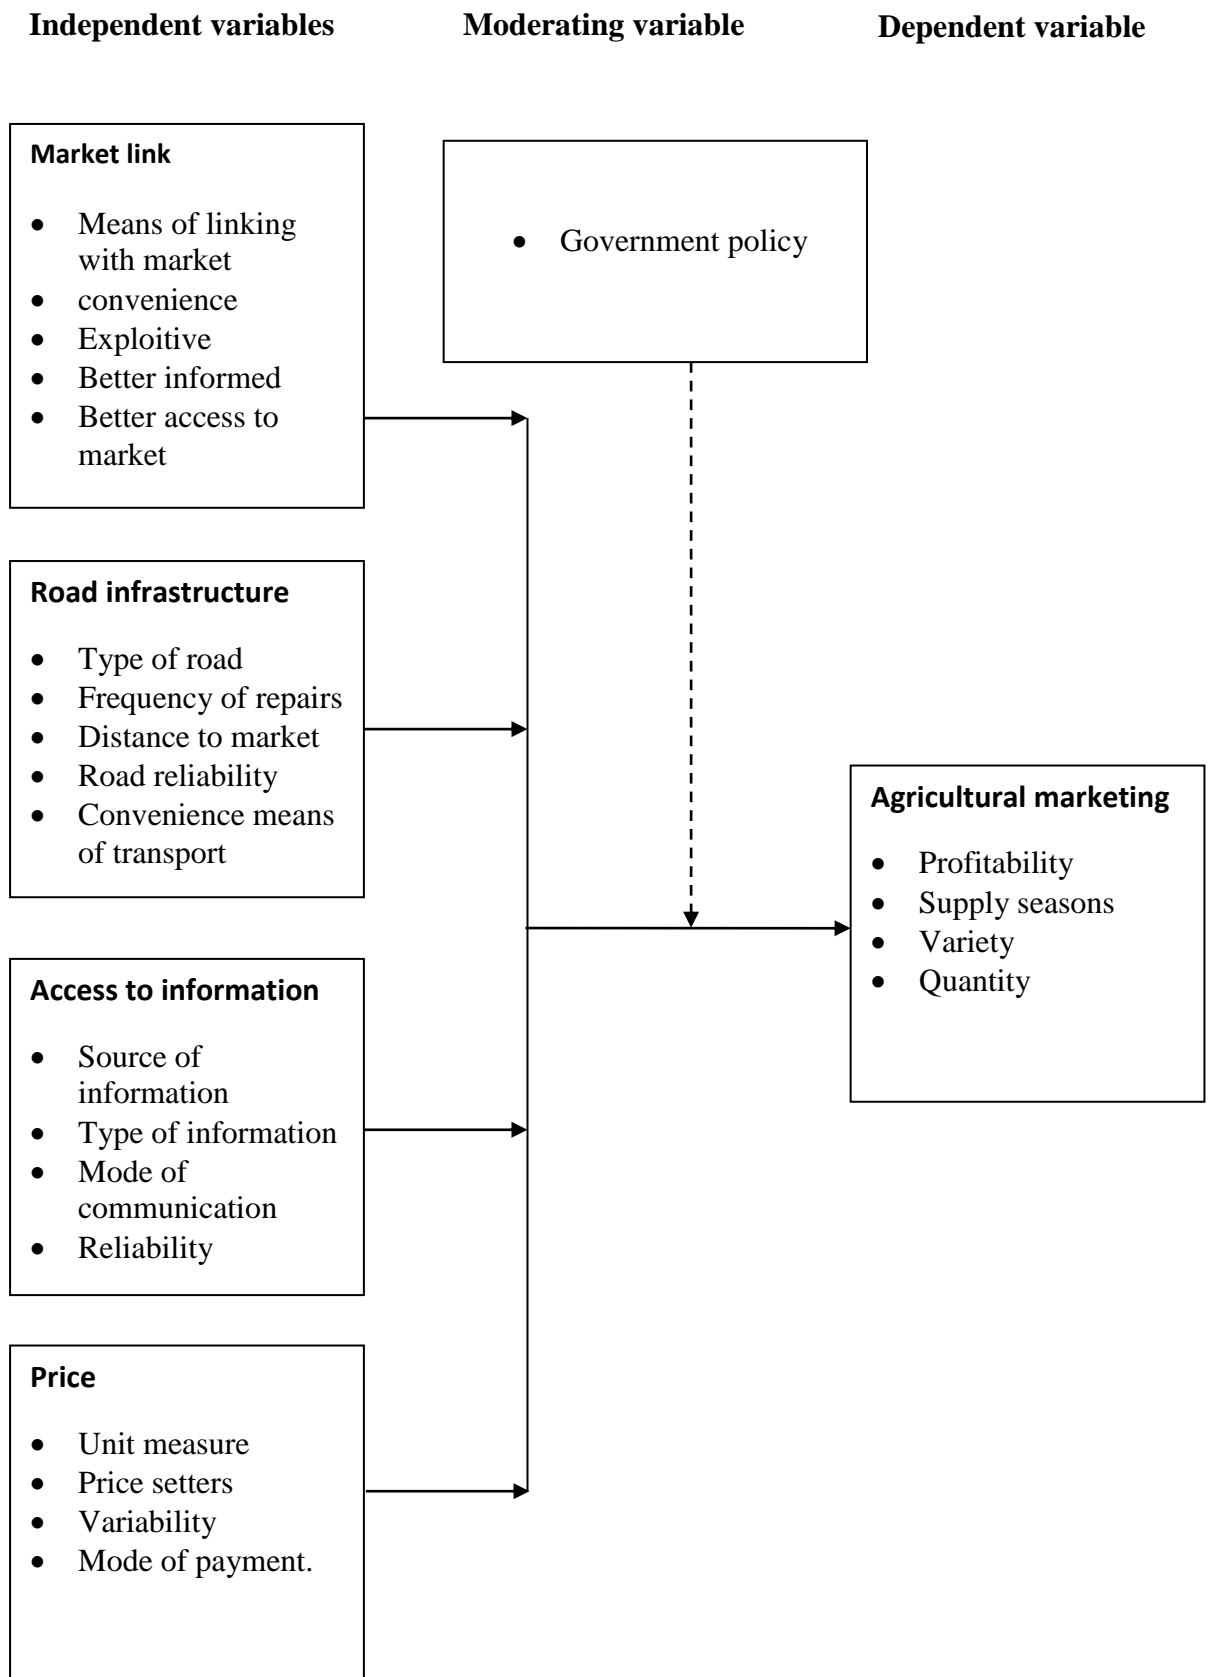 Independent variables
Moderating variable
Dependent variable
Market link
• Means of linking
with market
• convenience
• Exploitive
• Better informed
• Better access to
market
• Government policy
Road infrastructure
• Type of road
• Frequency of repairs
• Distance to market
• Road reliability
• Convenience means
of transport
Agricultural marketing
• Profitability
• Supply seasons
• Variety
• Quantity
Access to information
• Source of
information
• Type of information
• Mode of
communication
• Reliability
Price
• Unit measure
• Price setters
• Variability
• Mode of payment.